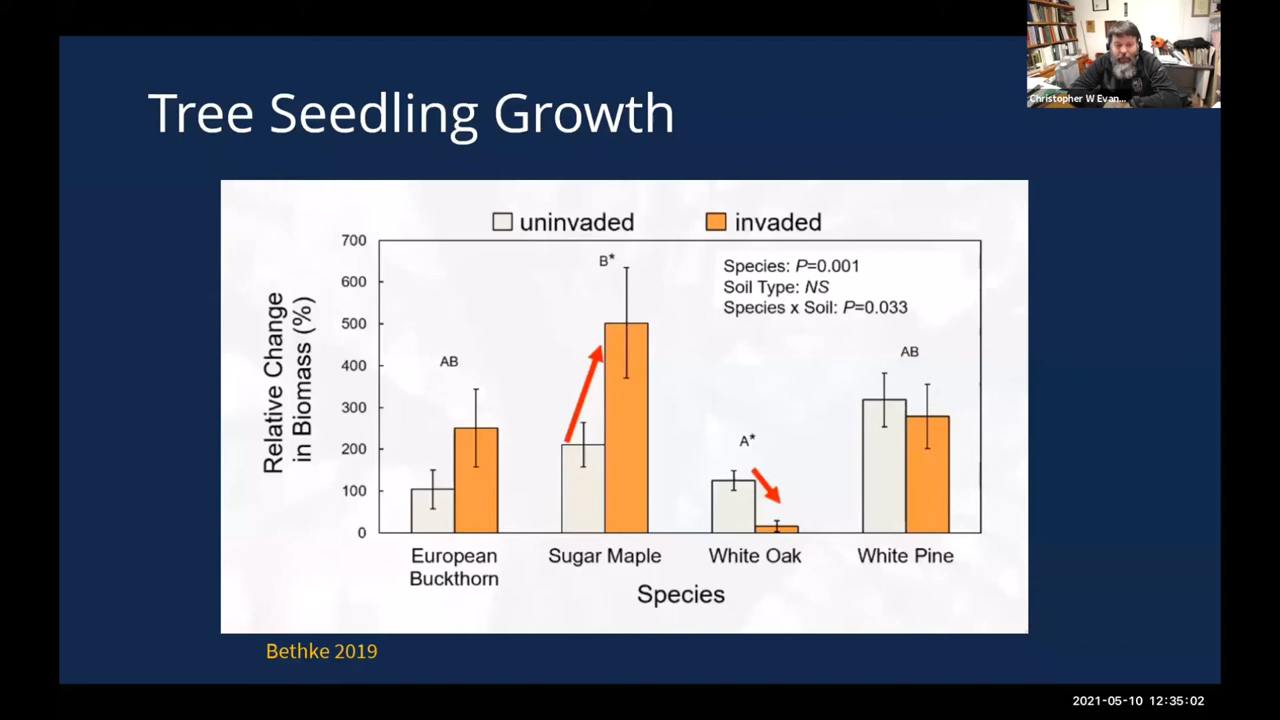 Christopher W Evan...
Tree Seedling Growth
uninvaded
invaded
Species: P=0.001
Soil Type: NS
Species x Soil: P=0.033
Relative Change
in Biomass (%)
700
600
500
400
300
200
100
0
AB
B*
A*
AB
European
Buckthorn
Sugar Maple
White Oak
White Pine
Species
Bethke 2019
2021-05-10 12:35:02